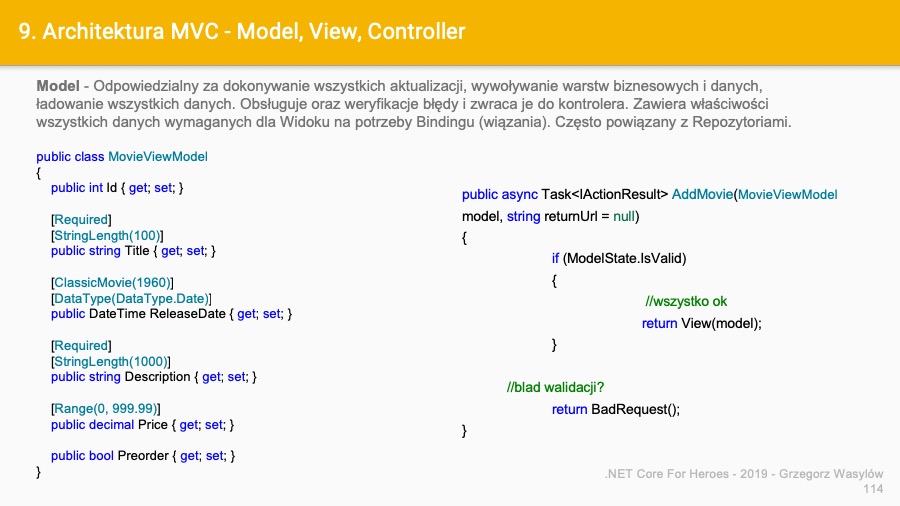 9. Architektura MVC - Model, View, Controller
Model - Odpowiedzialny za dokonywanie wszystkich aktualizacji, wywoływanie warstw biznesowych i danych,
ładowanie wszystkich danych. Obsługuje oraz weryfikacje błędy i zwraca je do kontrolera. Zawiera właściwości
wszystkich danych wymaganych dla Widoku na potrzeby Bindingu (wiązania). Często powiązany z Repozytoriami.
public class MovieViewModel
{
public int Id { get; set; }
[Required]
[StringLength(100)]
public string Title { get; set; }
[ClassicMovie(1960)]
[DataType(DataType.Date)]
public DateTime ReleaseDate { get; set; }
[Required]
[StringLength(1000)]
public string Description { get; set; }
[Range(0, 999.99)]
public decimal Price { get; set; }
public bool Preorder { get; set; }
}
public async Task<IActionResult> AddMovie(MovieViewModel
model, string returnUrl = null)
{
if (ModelState.IsValid)
{
//wszystko ok
return View(model);
}
//blad walidacji?
return BadRequest();
}
.NET Core For Heroes - 2019 - Grzegorz Wasylów
114